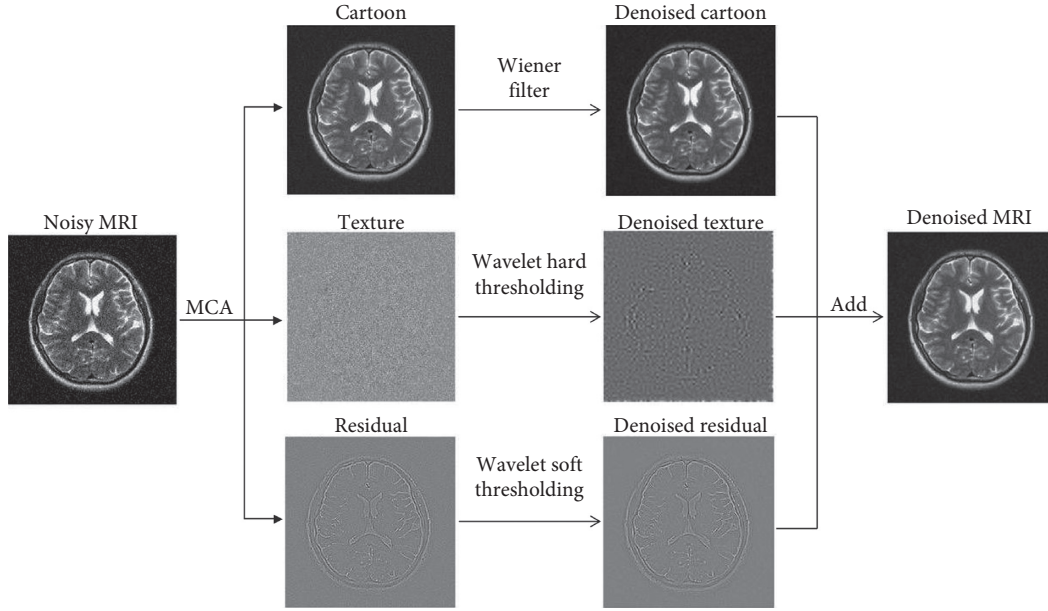 Cartoon
Denoised cartoon
Wiener
filter
Noisy MRI
Texture
Denoised texture
Denoised MRI
Wavelet hard
thresholding
MCA
Add
Residual
Denoised residual
Wavelet soft
thresholding